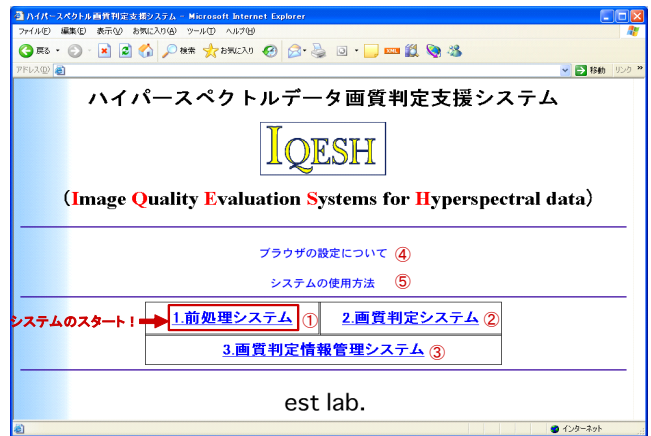 ハイパースペクトル画質判定支援システム - Microsoft Internet Explorer
ファイル(F) 編集(E) 表示(V) お気に入り(A) ツール(T) ヘルプ(H)
戻る 検索 お気に入り
アドレス(D) 移動 リンク »
ハイパースペクトルデータ画質判定支援システム
IQESH
(Image Quality Evaluation Systems for Hyperspectral data)
ブラウザの設定について ④
システムの使用方法 ⑤
システムのスタート! 1.前処理システム ① 2.画質判定システム ②
3.画質判定情報管理システム ③
est lab.
インターネット